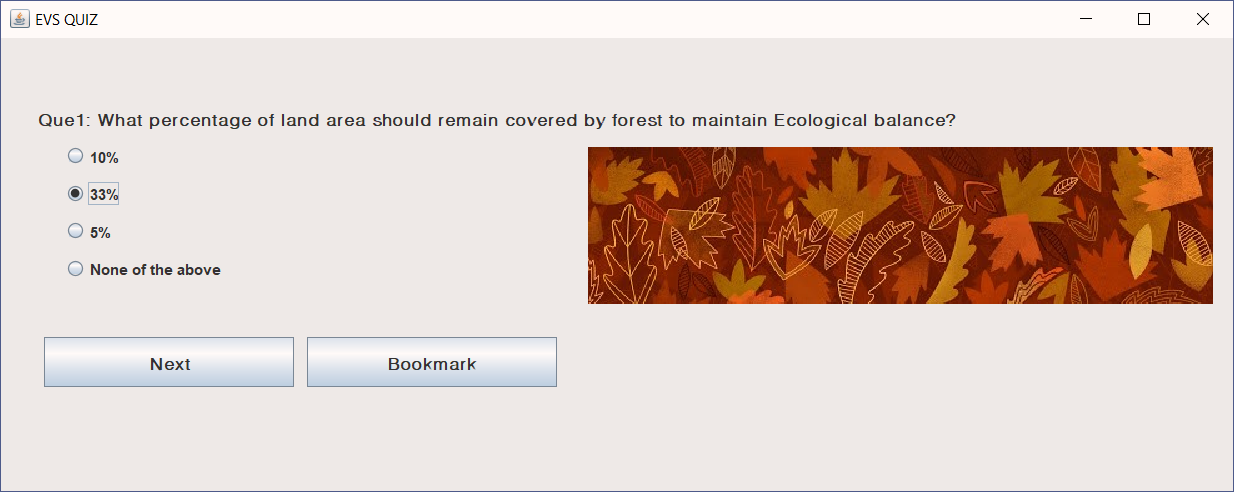 EVS QUIZ
Que1: What percentage of land area should remain covered by forest to maintain Ecological balance?
10%
33%
5%
None of the above
Next Bookmark